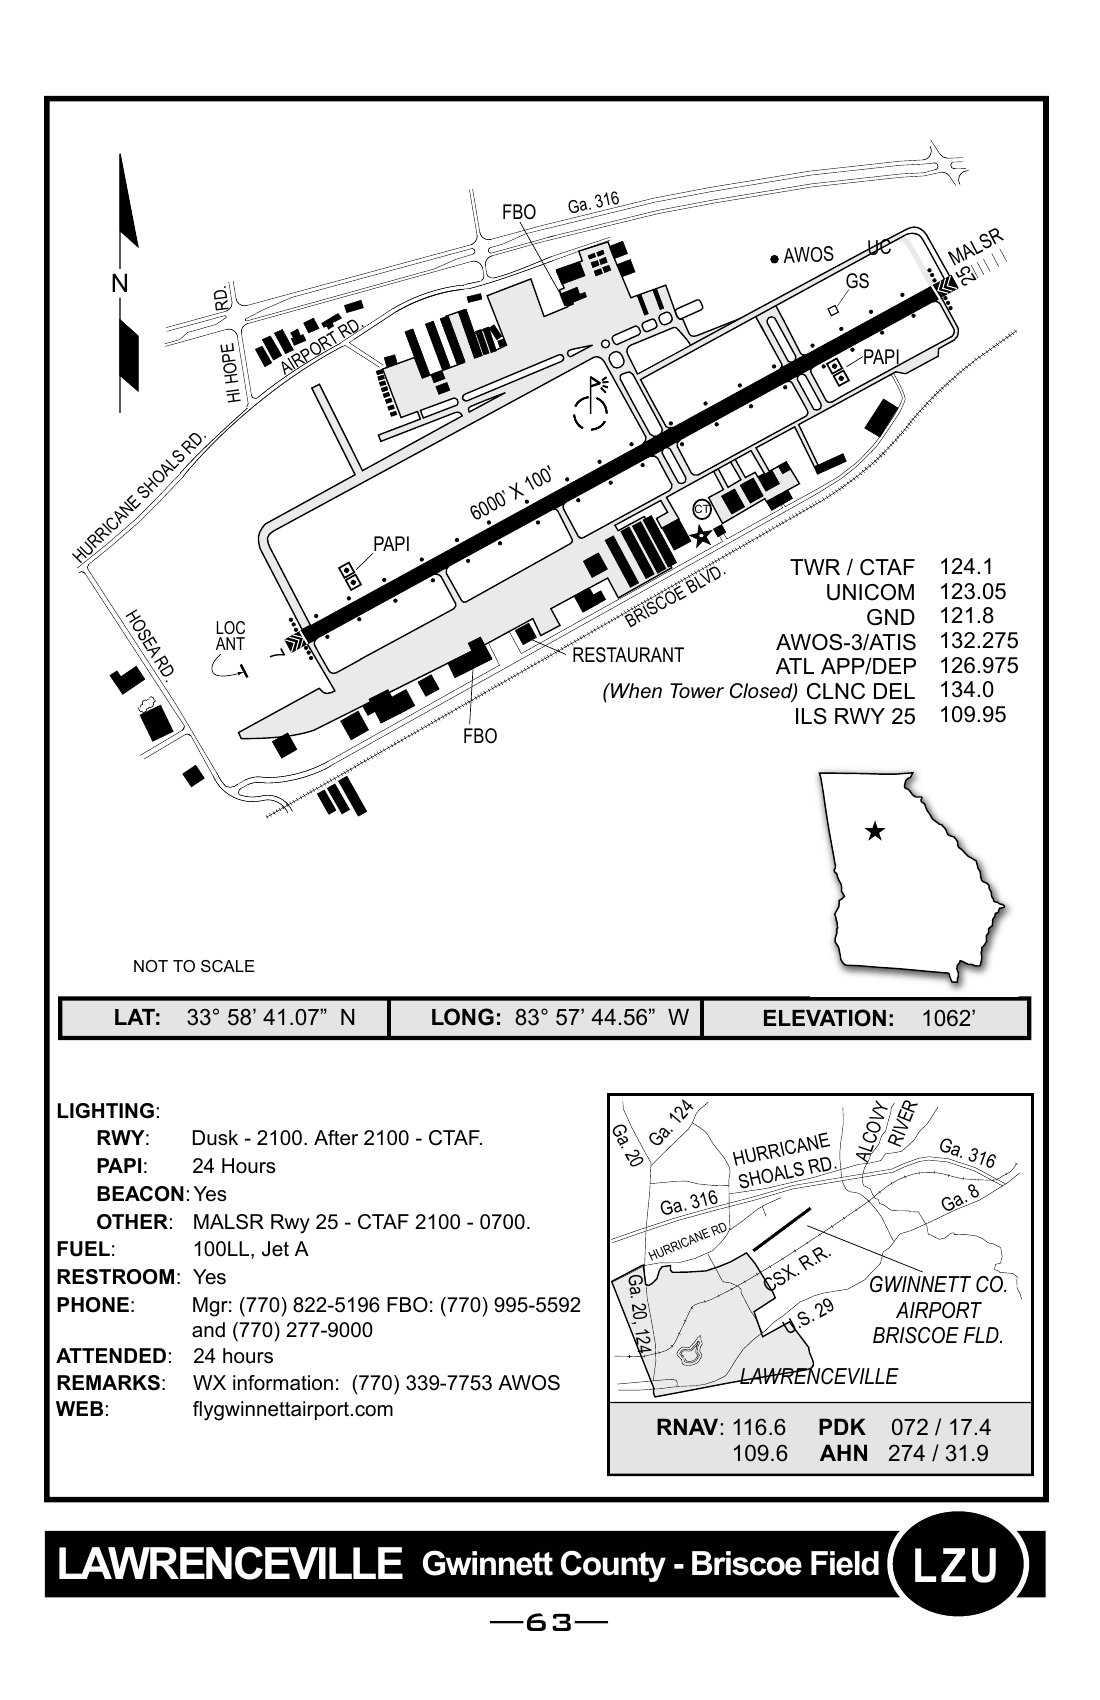 FBO
Ga. 316
AWOS
UC
MALSR
25
GS
N
HI HOPE RD.
AIRPORT RD.
PAPI
HURRICANE SHOALS RD.
6000' X 100'
CT
PAPI
BRISCOE BLVD.
HOSEA RD.
LOC
ANT
7
RESTAURANT
FBO
TWR / CTAF 124.1
UNICOM 123.05
GND 121.8
AWOS-3/ATIS 132.275
ATL APP/DEP 126.975
(When Tower Closed) CLNC DEL 134.0
ILS RWY 25 109.95
NOT TO SCALE
LAT: 33° 58’ 41.07” N LONG: 83° 57’ 44.56” W ELEVATION: 1062’
LIGHTING:
RWY: Dusk - 2100. After 2100 - CTAF.
PAPI: 24 Hours
BEACON: Yes
OTHER: MALSR Rwy 25 - CTAF 2100 - 0700.
FUEL: 100LL, Jet A
RESTROOM: Yes
PHONE: Mgr: (770) 822-5196 FBO: (770) 995-5592
and (770) 277-9000
ATTENDED: 24 hours
REMARKS: WX information: (770) 339-7753 AWOS
WEB: flygwinnettairport.com
Ga. 20
Ga. 124
HURRICANE
SHOALS RD.
ALCOVY
RIVER
Ga. 316
Ga. 316
Ga. 8
HURRICANE RD.
CSX. R.R.
Ga. 20, 124
U.S. 29
GWINNETT CO.
AIRPORT
BRISCOE FLD.
LAWRENCEVILLE
RNAV: 116.6 PDK 072 / 17.4
109.6 AHN 274 / 31.9
LAWRENCEVILLE Gwinnett County - Briscoe Field LZU
63